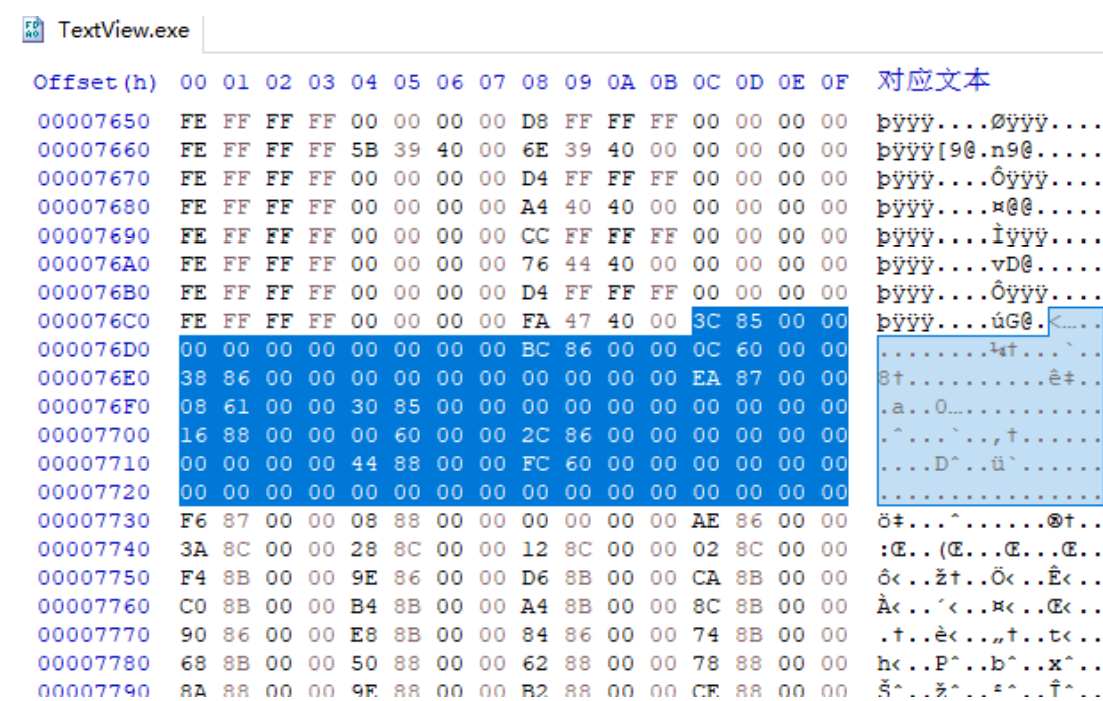 TextView.exe
Offset(h) 00 01 02 03 04 05 06 07 08 09 0A 0B 0C 0D 0E 0F 对应文本
00007650 FE FF FF FF 00 00 00 00 D8 FF FF FF 00 00 00 00 þÿÿÿ....Øÿÿÿ....
00007660 FE FF FF FF 5B 39 40 00 6E 39 40 00 00 00 00 00 þÿÿÿ[9@.n9@.....
00007670 FE FF FF FF 00 00 00 00 D4 FF FF FF 00 00 00 00 þÿÿÿ....Ôÿÿÿ....
00007680 FE FF FF FF 00 00 00 00 A4 40 40 00 00 00 00 00 þÿÿÿ....¤@@.....
00007690 FE FF FF FF 00 00 00 00 CC FF FF FF 00 00 00 00 þÿÿÿ....Ìÿÿÿ....
000076A0 FE FF FF FF 00 00 00 00 76 44 40 00 00 00 00 00 þÿÿÿ....vD@.....
000076B0 FE FF FF FF 00 00 00 00 D4 FF FF FF 00 00 00 00 þÿÿÿ....Ôÿÿÿ....
000076C0 FE FF FF FF 00 00 00 00 FA 47 40 00 3C 85 00 00 þÿÿÿ....úG@.<…..
000076D0 00 00 00 00 00 00 00 00 BC 86 00 00 0C 60 00 00 ........¼†...`..
000076E0 38 86 00 00 00 00 00 00 00 00 00 00 EA 87 00 00 8†..........ê‡..
000076F0 08 61 00 00 30 85 00 00 00 00 00 00 00 00 00 00 .a..0…..........
00007700 16 88 00 00 00 60 00 00 2C 86 00 00 00 00 00 00 .ˆ...`..,†......
00007710 00 00 00 00 44 88 00 00 FC 60 00 00 00 00 00 00 ....Dˆ..ü`......
00007720 00 00 00 00 00 00 00 00 00 00 00 00 00 00 00 00 ................
00007730 F6 87 00 00 08 88 00 00 00 00 00 00 AE 86 00 00 ö‡...ˆ......®†..
00007740 3A 8C 00 00 28 8C 00 00 12 8C 00 00 02 8C 00 00 :Œ..(Œ...Œ...Œ..
00007750 F4 8B 00 00 9E 86 00 00 D6 8B 00 00 CA 8B 00 00 ô‹..ž†..Ö‹..Ê‹..
00007760 C0 8B 00 00 B4 8B 00 00 A4 8B 00 00 8C 8B 00 00 À‹..´‹..¤‹..Œ‹..
00007770 90 86 00 00 E8 8B 00 00 84 86 00 00 74 8B 00 00 .†..è‹..„†..t‹..
00007780 68 8B 00 00 50 88 00 00 62 88 00 00 78 88 00 00 h‹..Pˆ..bˆ..xˆ..
00007790 8A 88 00 00 9E 88 00 00 B2 88 00 00 CE 88 00 00 Šˆ..žˆ..²ˆ..Έ..